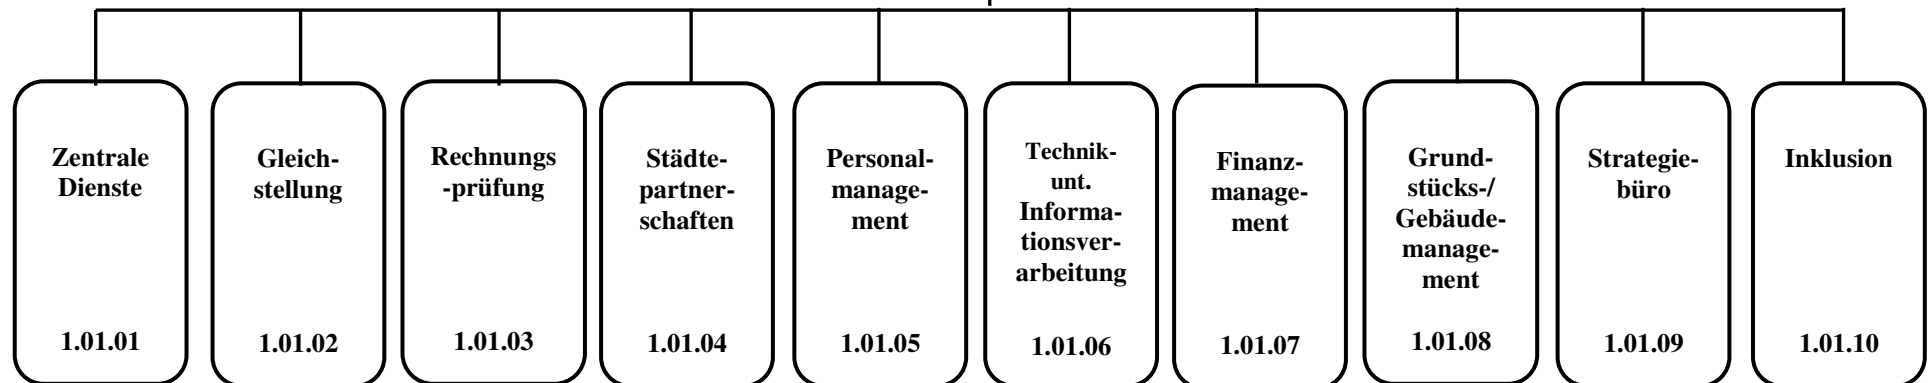 Zentrale
Dienste
1.01.01
Gleich-
stellung
1.01.02
Rechnungs
-prüfung
1.01.03
Städte-
partner-
schaften
1.01.04
Personal-
manage-
ment
1.01.05
Technik-
unt.
Informa-
tionsver-
arbeitung
1.01.06
Finanz-
manage-
ment
1.01.07
Grund-
stücks-/
Gebäude-
manage-
ment
1.01.08
Strategie-
büro
1.01.09
Inklusion
1.01.10